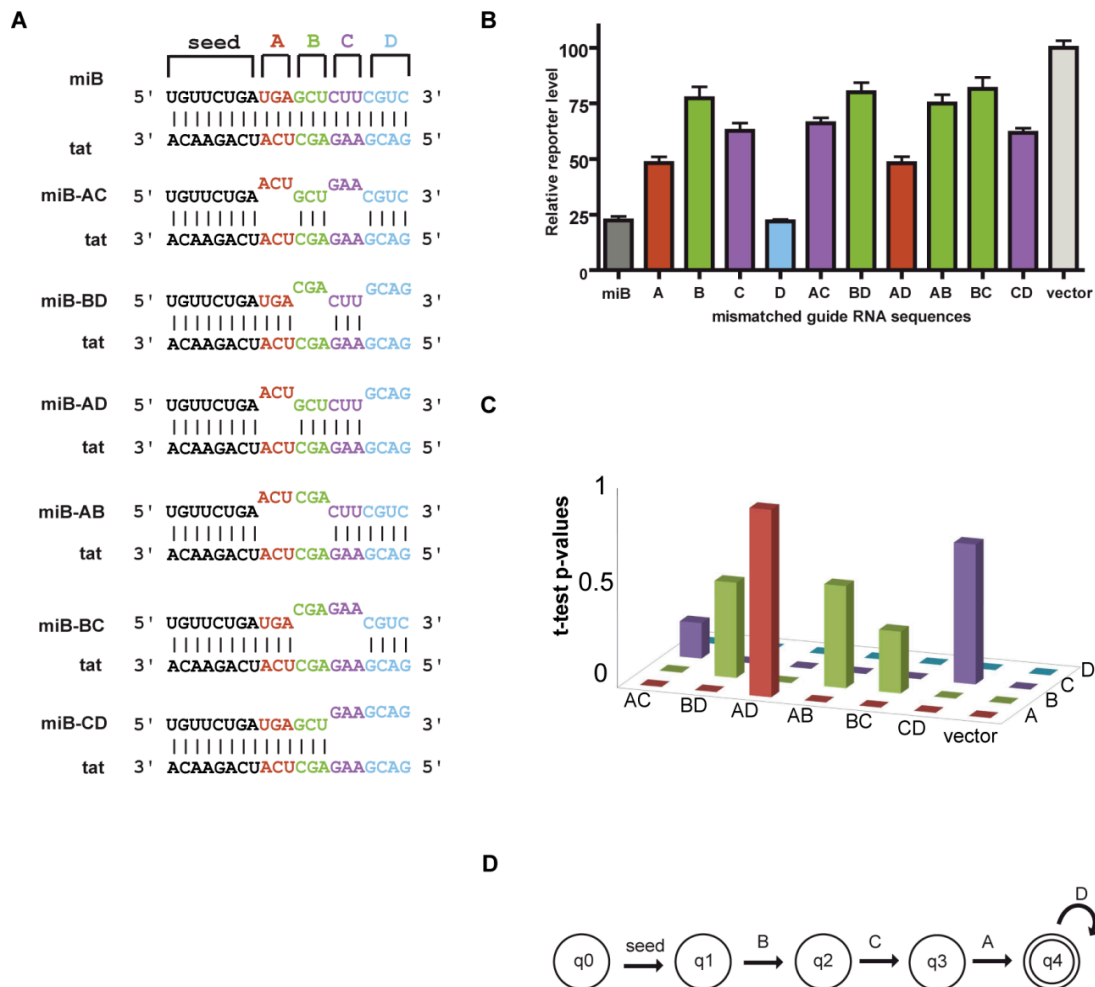 A
seed A B C D
miB
5' UGUUCUGAUGAGCUCUUCGUC 3'
tat
3' ACAAGACUACUCGAGAAGCAG 5'
miB-AC
5' UGUUCUGA ACU GCU GAA CGUC 3'
tat
3' ACAAGACUACUCGAGAAGCAG 5'
miB-BD
5' UGUUCUGAUGA CGA CUU GCAG 3'
tat
3' ACAAGACUACUCGAGAAGCAG 5'
miB-AD
5' UGUUCUGA ACU GCUCUU GCAG 3'
tat
3' ACAAGACUACUCGAGAAGCAG 5'
miB-AB
5' UGUUCUGA ACU CGA CUUCGUC 3'
tat
3' ACAAGACUACUCGAGAAGCAG 5'
miB-BC
5' UGUUCUGAUGA CGAGAA CGUC 3'
tat
3' ACAAGACUACUCGAGAAGCAG 5'
miB-CD
5' UGUUCUGAUGAGCU GAAGCAG 3'
tat
3' ACAAGACUACUCGAGAAGCAG 5'
B
Relative reporter level
100
75
50
25
0
miB A B C D AC BD AD AB BC CD vector
mismatched guide RNA sequences
C
t-test p-values
1
0.5
0
AC BD AD AB BC CD vector
A B C D
D
q0 seed q1 B q2 C q3 A q4 D